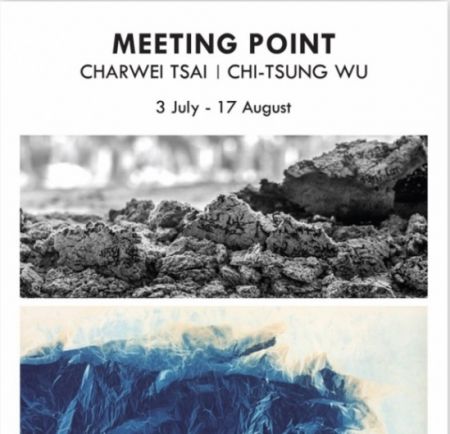 MEETING POINT
CHARWEI TSAI | CHI-TSUNG WU
3 July - 17 August